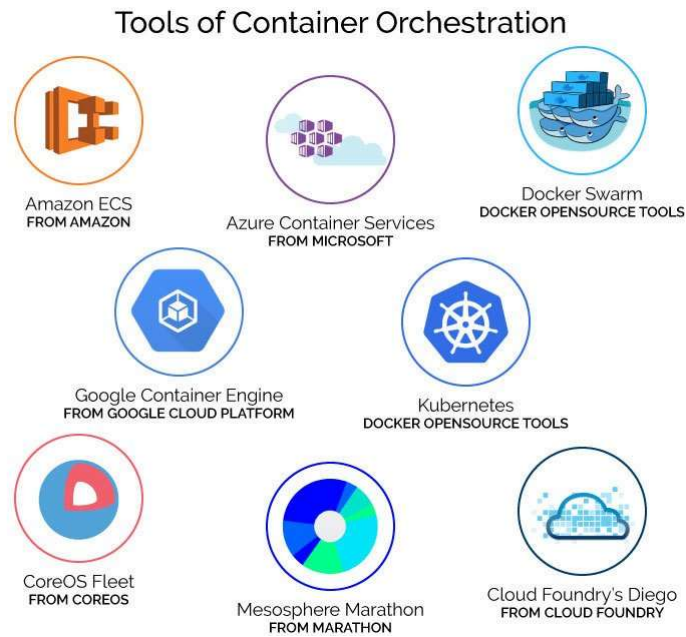 Tools of Container Orchestration
Amazon ECS
FROM AMAZON
Azure Container Services
FROM MICROSOFT
Docker Swarm
DOCKER OPENSOURCE TOOLS
Google Container Engine
FROM GOOGLE CLOUD PLATFORM
Kubernetes
DOCKER OPENSOURCE TOOLS
CoreOS Fleet
FROM COREOS
Mesosphere Marathon
FROM MARATHON
Cloud Foundry's Diego
FROM CLOUD FOUNDRY